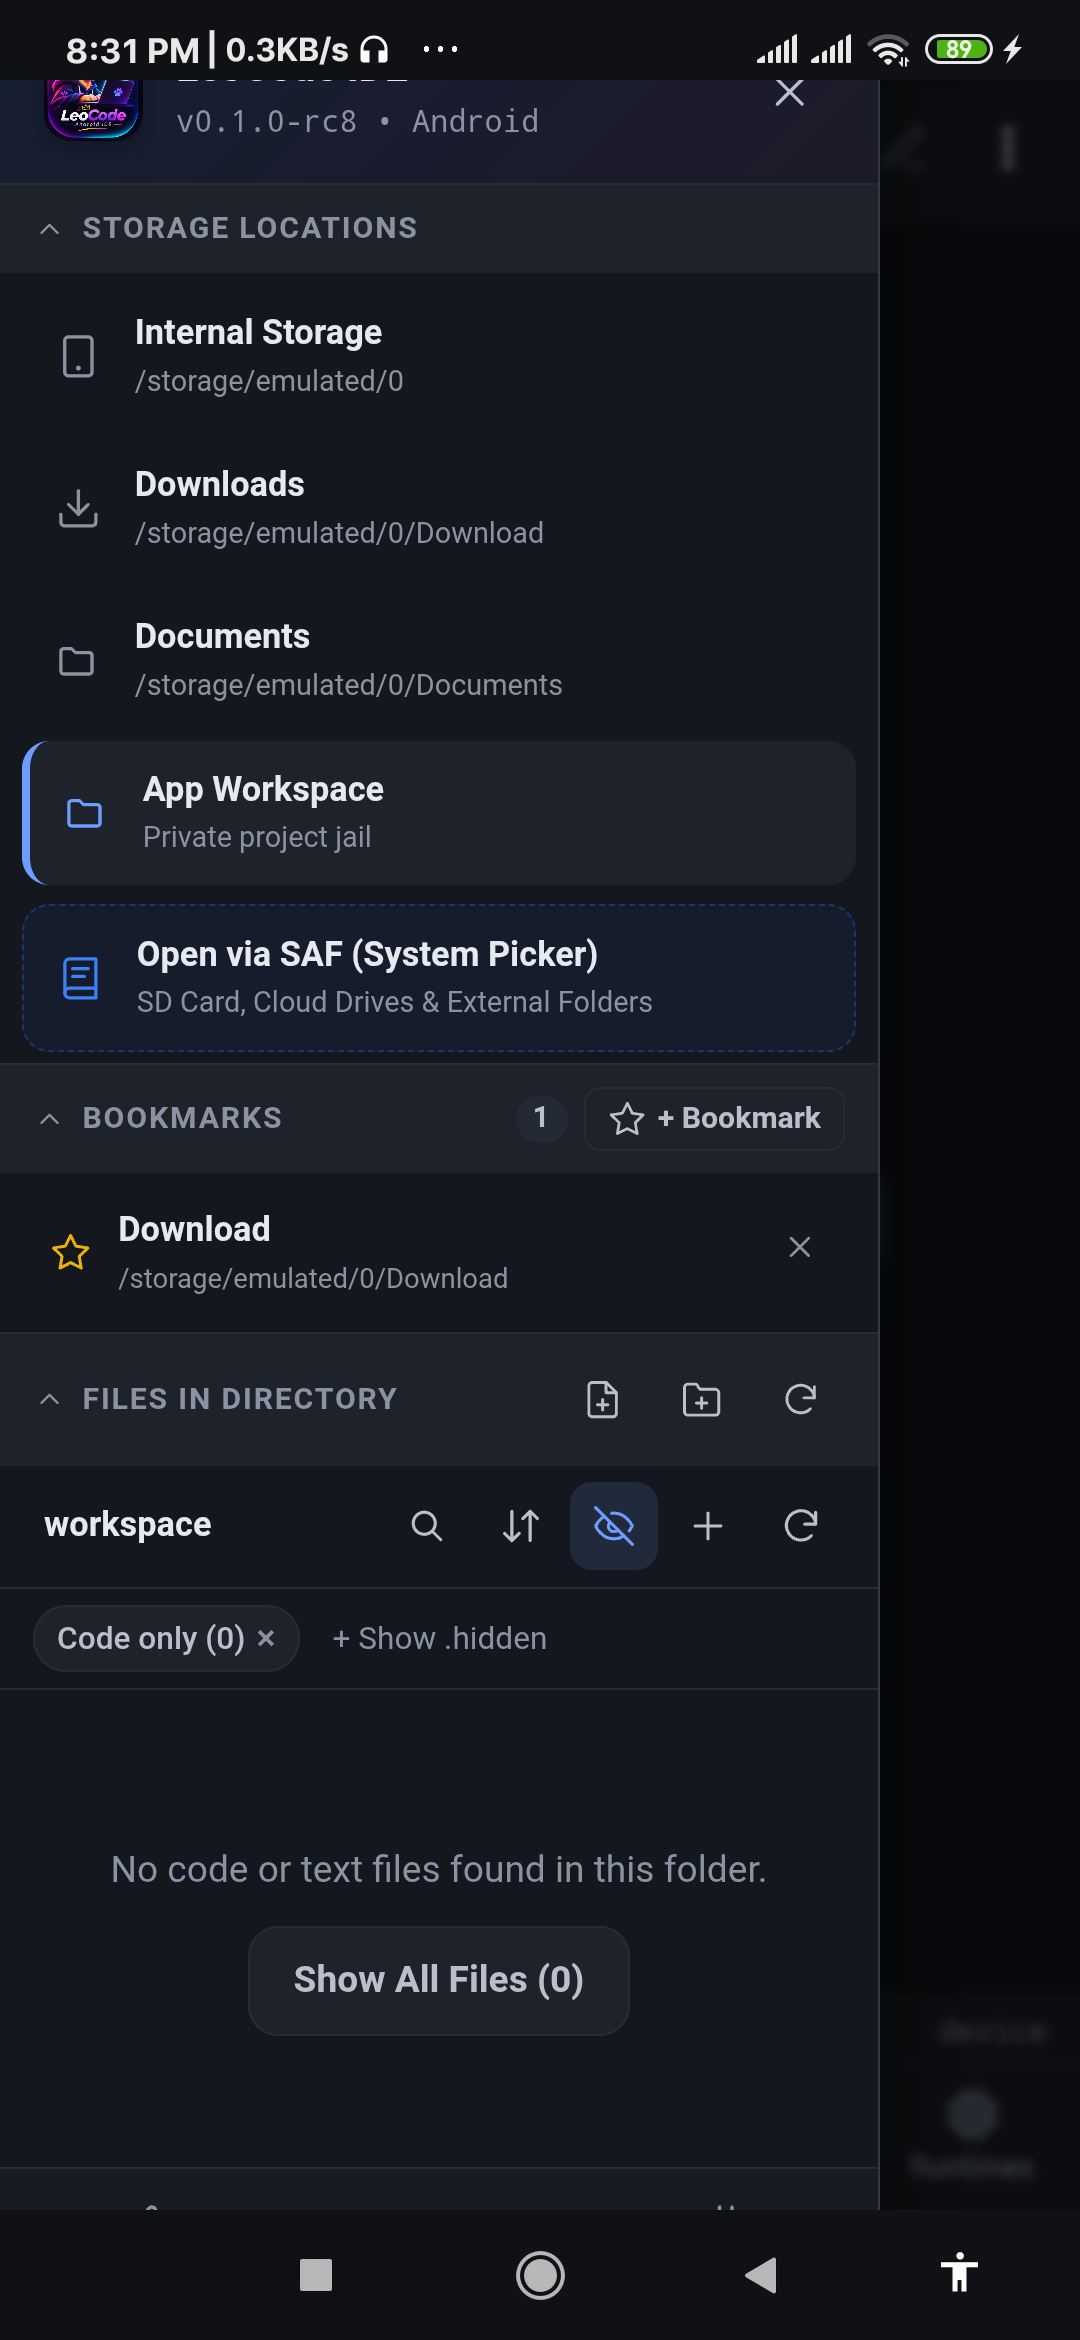 8:31 PM | 0.3KB/s
89
LeoCode
v0.1.0-rc8 • Android
STORAGE LOCATIONS
Internal Storage
/storage/emulated/0
Downloads
/storage/emulated/0/Download
Documents
/storage/emulated/0/Documents
App Workspace
Private project jail
Open via SAF (System Picker)
SD Card, Cloud Drives & External Folders
BOOKMARKS
1
+ Bookmark
Download
/storage/emulated/0/Download
FILES IN DIRECTORY
workspace
Code only (0) ×
+ Show .hidden
No code or text files found in this folder.
Show All Files (0)
device
Runtimes